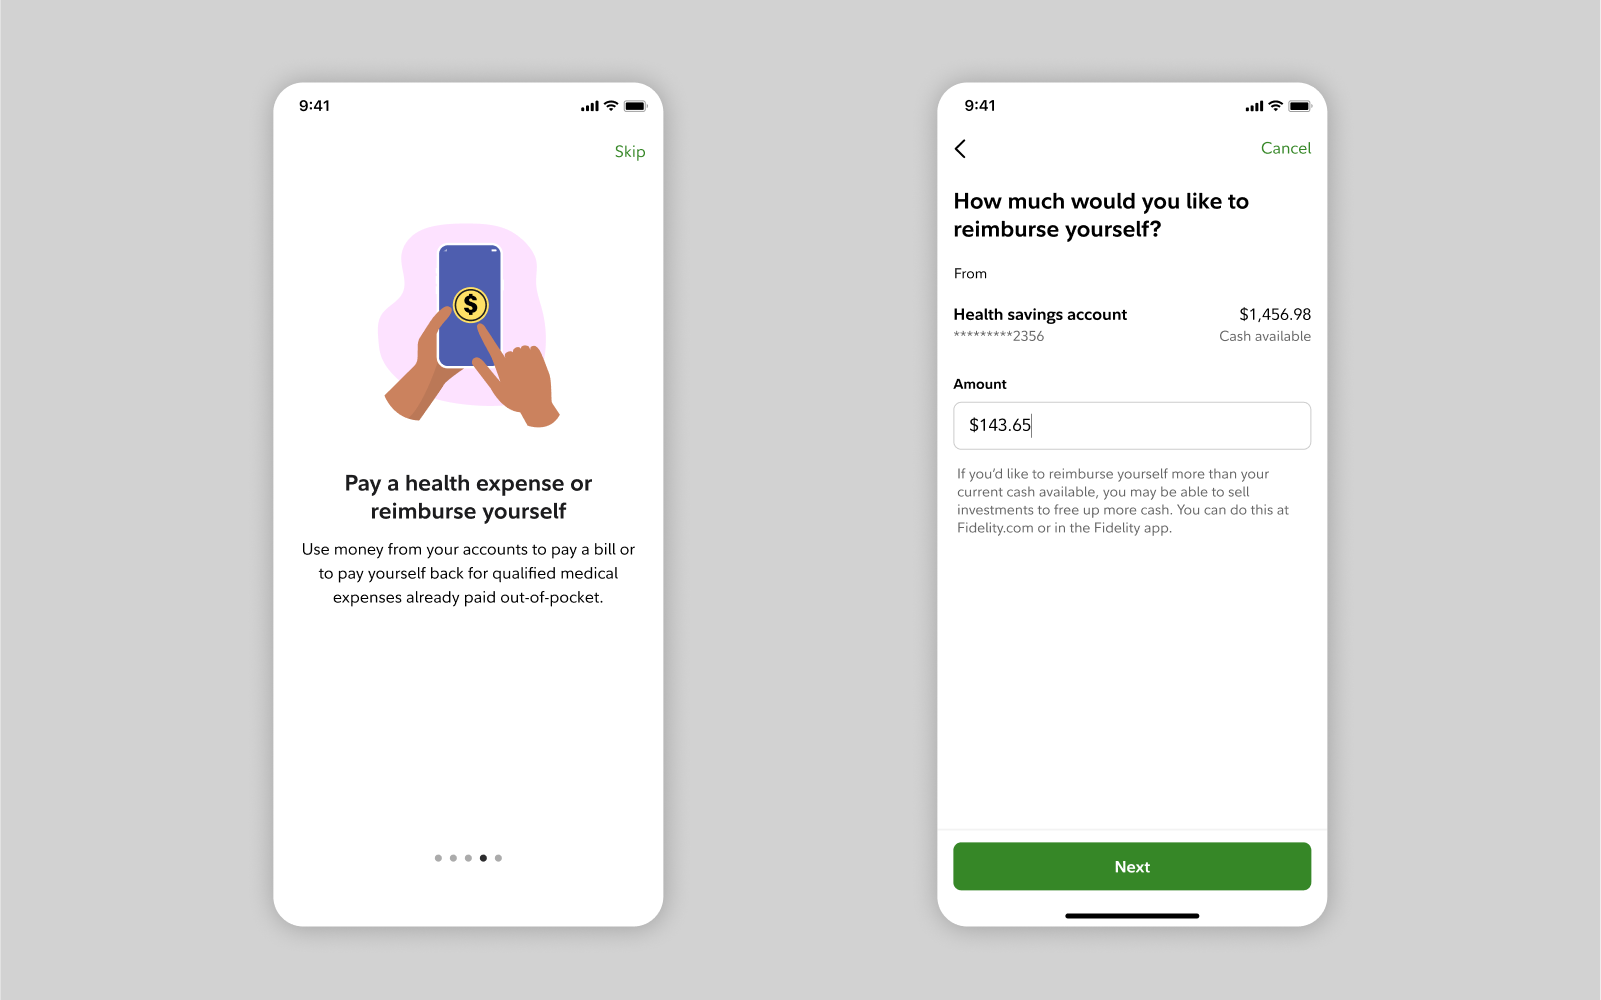 9:41
Skip
$
Pay a health expense or
reimburse yourself
Use money from your accounts to pay a bill or
to pay yourself back for qualified medical
expenses already paid out-of-pocket.
9:41
Cancel
How much would you like to
reimburse yourself?
From
Health savings account $1,456.98
*********2356 Cash available
Amount
$143.65
If you’d like to reimburse yourself more than your
current cash available, you may be able to sell
investments to free up more cash. You can do this at
Fidelity.com or in the Fidelity app.
Next